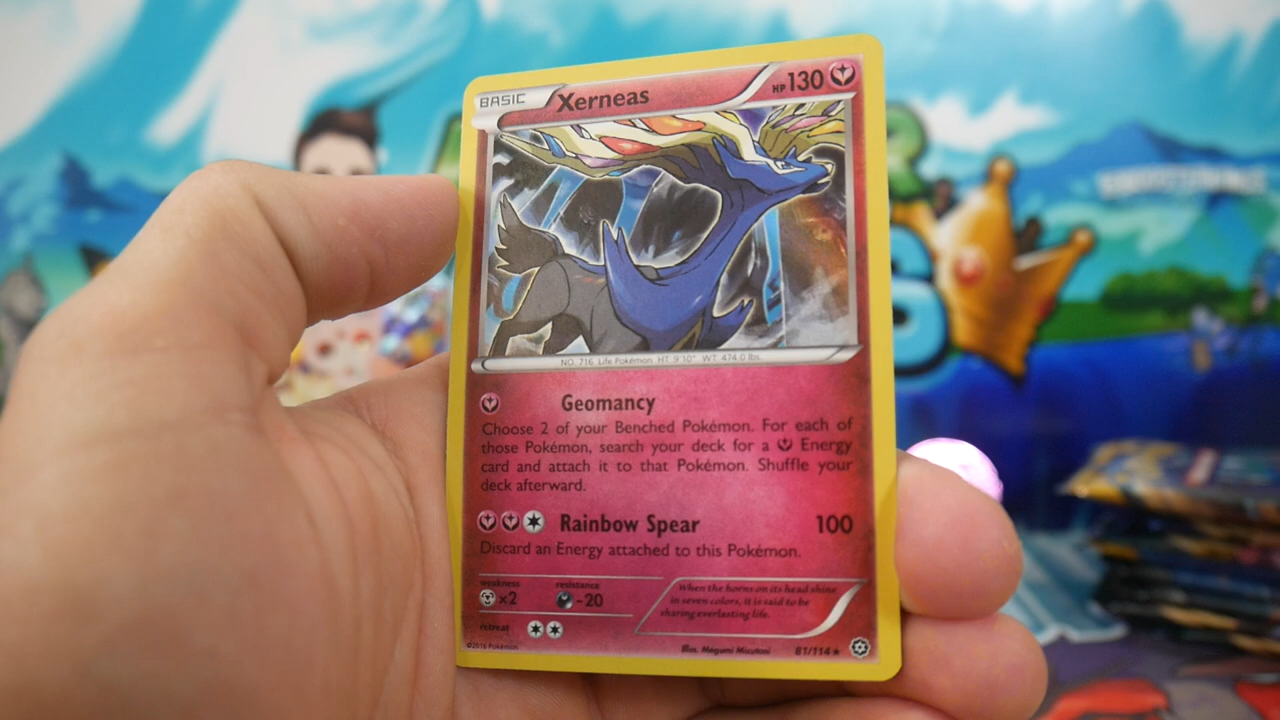 BASIC Xerneas HP 130
NO. 716 Life Pokémon HT 9'10" WT 474.0 lbs.
Geomancy
Choose 2 of your Benched Pokémon. For each of
those Pokémon, search your deck for a Energy
card and attach it to that Pokémon. Shuffle your
deck afterward.
Rainbow Spear 100
Discard an Energy attached to this Pokémon.
weakness resistance
×2 -20
When the horns on its head shine
in seven colors, it is said to be
sharing everlasting life.
retreat
©2016 Pokémon Illus. Megumi Mizutani 81/114